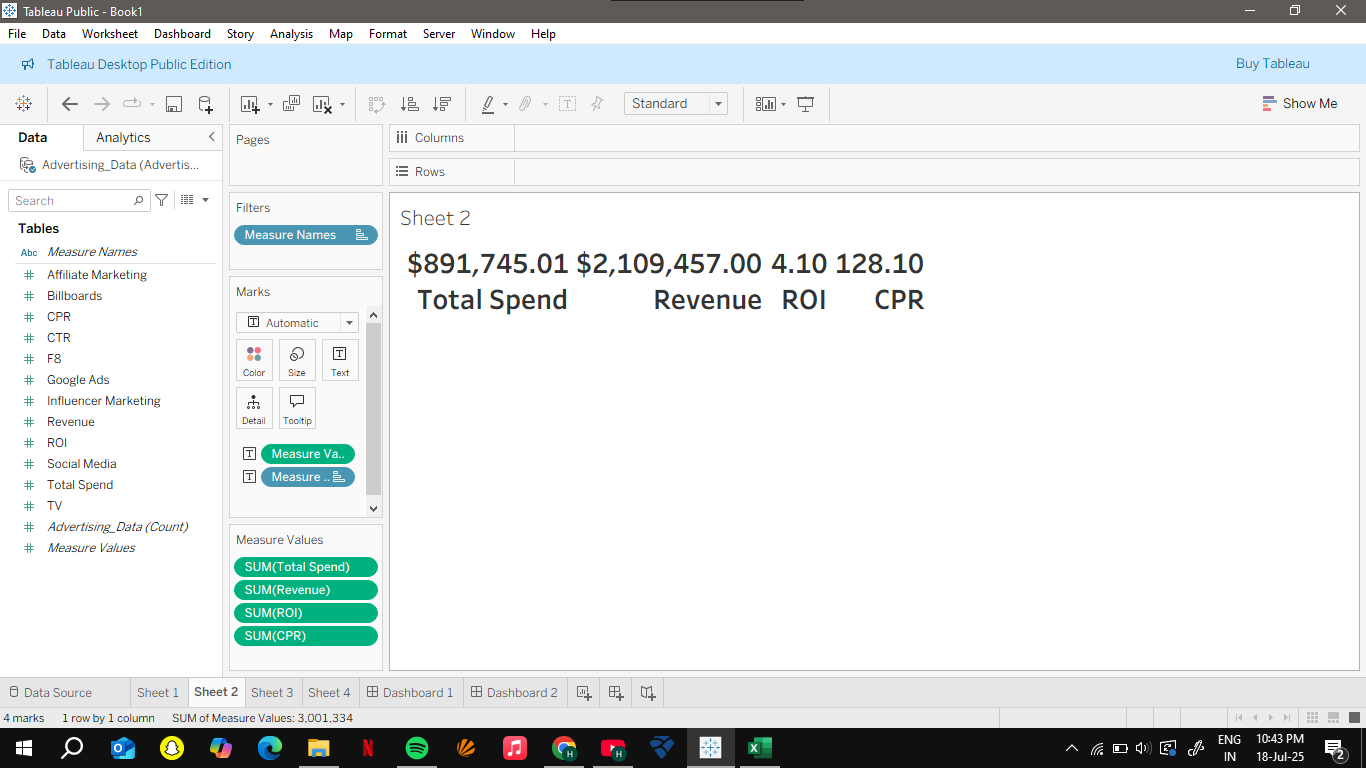 Tableau Public - Book1
File Data Worksheet Dashboard Story Analysis Map Format Server Window Help
Tableau Desktop Public Edition
Buy Tableau
Standard
Show Me
Data
Analytics
Advertising_Data (Advertis...
Search
Tables
Abc Measure Names
Affiliate Marketing
Billboards
CPR
CTR
F8
Google Ads
Influencer Marketing
Revenue
ROI
Social Media
Total Spend
TV
Advertising_Data (Count)
Measure Values
Pages
Filters
Measure Names
Marks
Automatic
Color Size Text
Detail Tooltip
Measure Va..
Measure ..
Measure Values
SUM(Total Spend)
SUM(Revenue)
SUM(ROI)
SUM(CPR)
Columns
Rows
Sheet 2
$891,745.01 $2,109,457.00 4.10 128.10
Total Spend Revenue ROI CPR
Data Source Sheet 1 Sheet 2 Sheet 3 Sheet 4 Dashboard 1 Dashboard 2
4 marks 1 row by 1 column SUM of Measure Values: 3,001,334
ENG
IN
10:43 PM
18-Jul-25
2